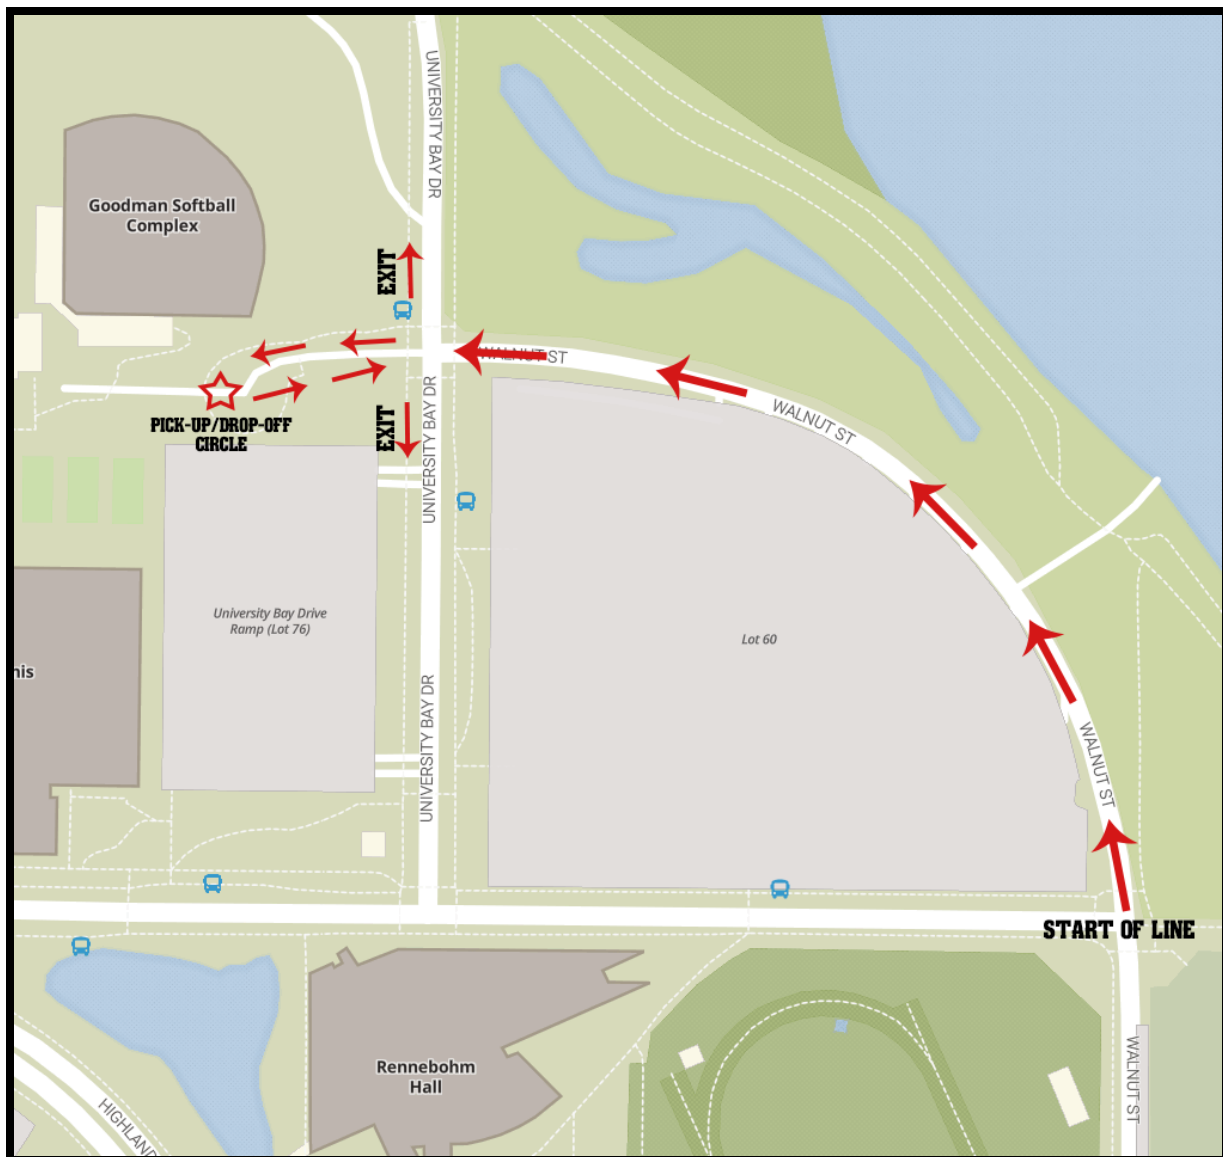 UNIVERSITY BAY DR
Goodman Softball
Complex
EXIT
WALNUT ST
WALNUT ST
PICK-UP/DROP-OFF
CIRCLE
EXIT
UNIVERSITY BAY DR
University Bay Drive
Ramp (Lot 76)
Lot 60
nis
UNIVERSITY BAY DR
WALNUT ST
START OF LINE
Rennebohm
Hall
WALNUT ST
HIGHLAND